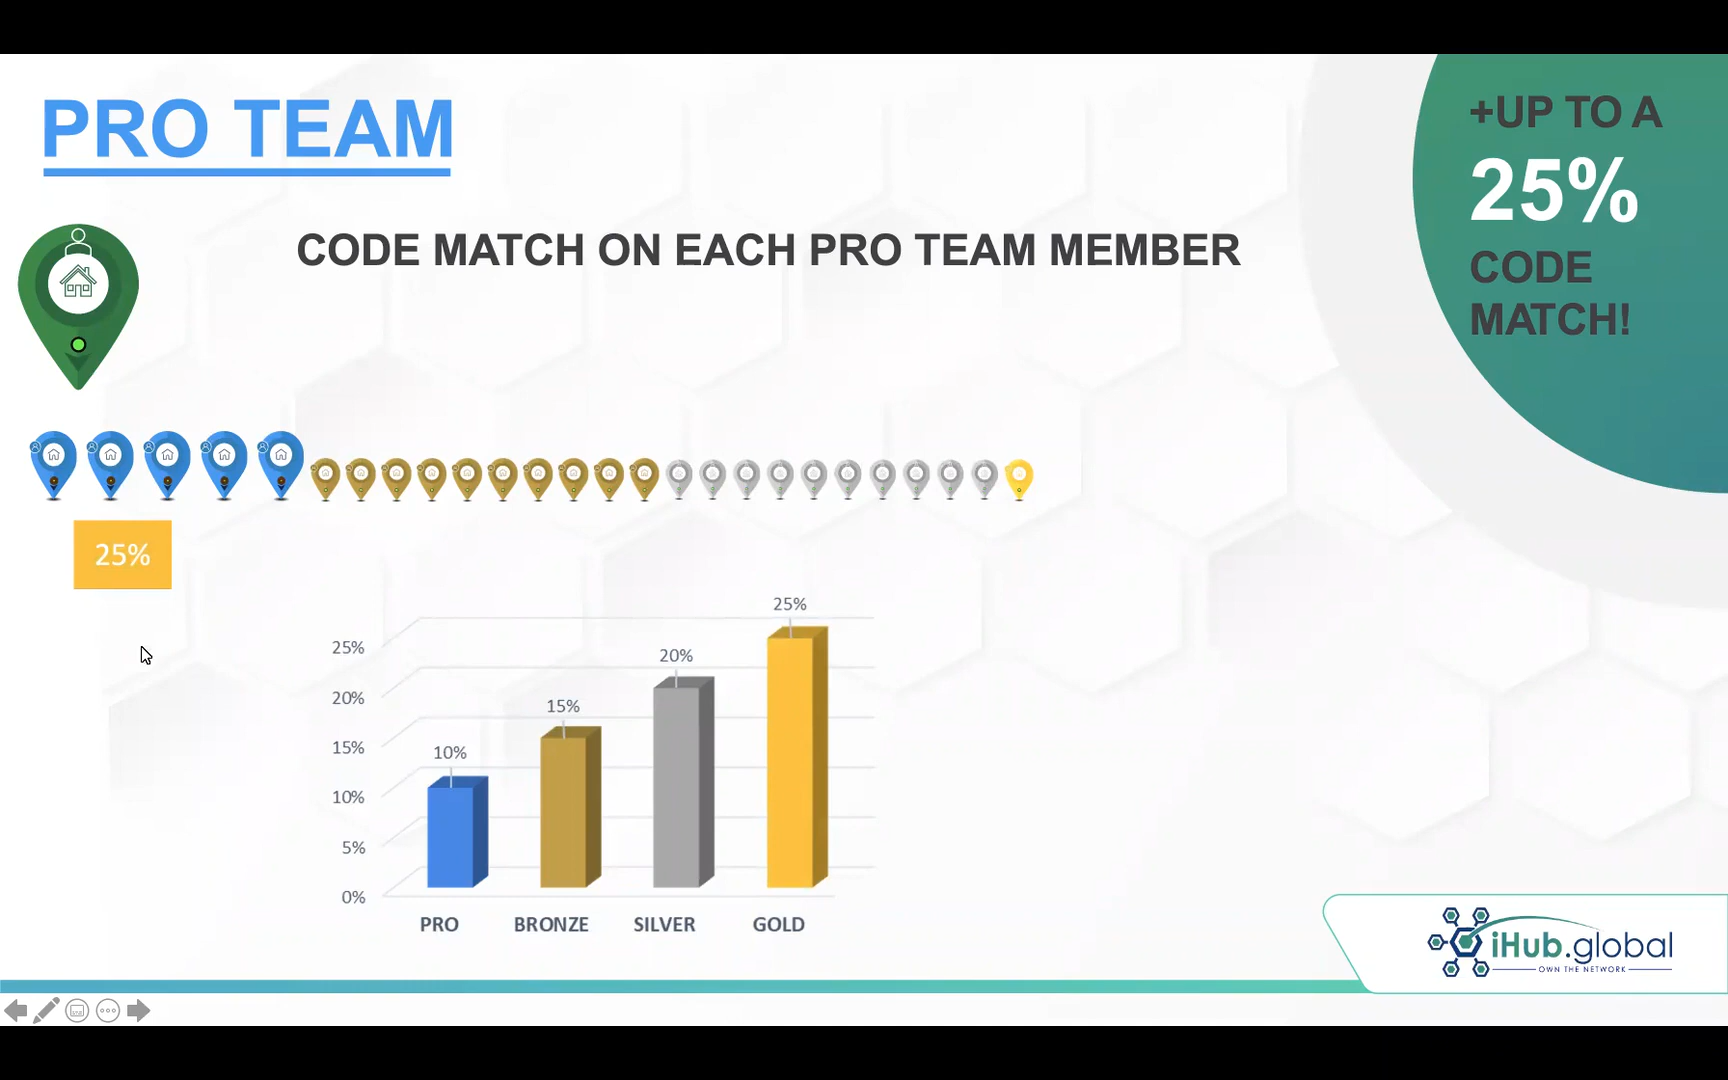 PRO TEAM
+UP TO A
25%
CODE
MATCH!
CODE MATCH ON EACH PRO TEAM MEMBER
25%
25%
20%
15%
10%
25%
20%
15%
10%
5%
0%
PRO BRONZE SILVER GOLD
iHub.global
OWN THE NETWORK